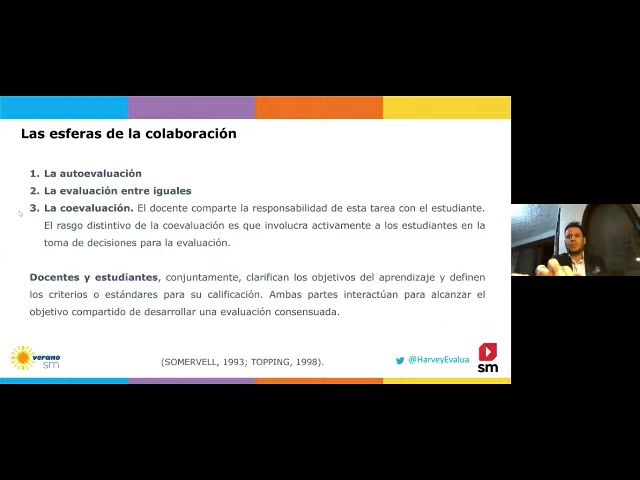 Las esferas de la colaboración
1. La autoevaluación
2. La evaluación entre iguales
3. La coevaluación. El docente comparte la responsabilidad de esta tarea con el estudiante.
El rasgo distintivo de la coevaluación es que involucra activamente a los estudiantes en la
toma de decisiones para la evaluación.
Docentes y estudiantes, conjuntamente, clarifican los objetivos del aprendizaje y definen
los criterios o estándares para su calificación. Ambas partes interactúan para alcanzar el
objetivo compartido de desarrollar una evaluación consensuada.
verano
sm
(SOMERVELL, 1993; TOPPING, 1998).
@HarveyEvalua
sm